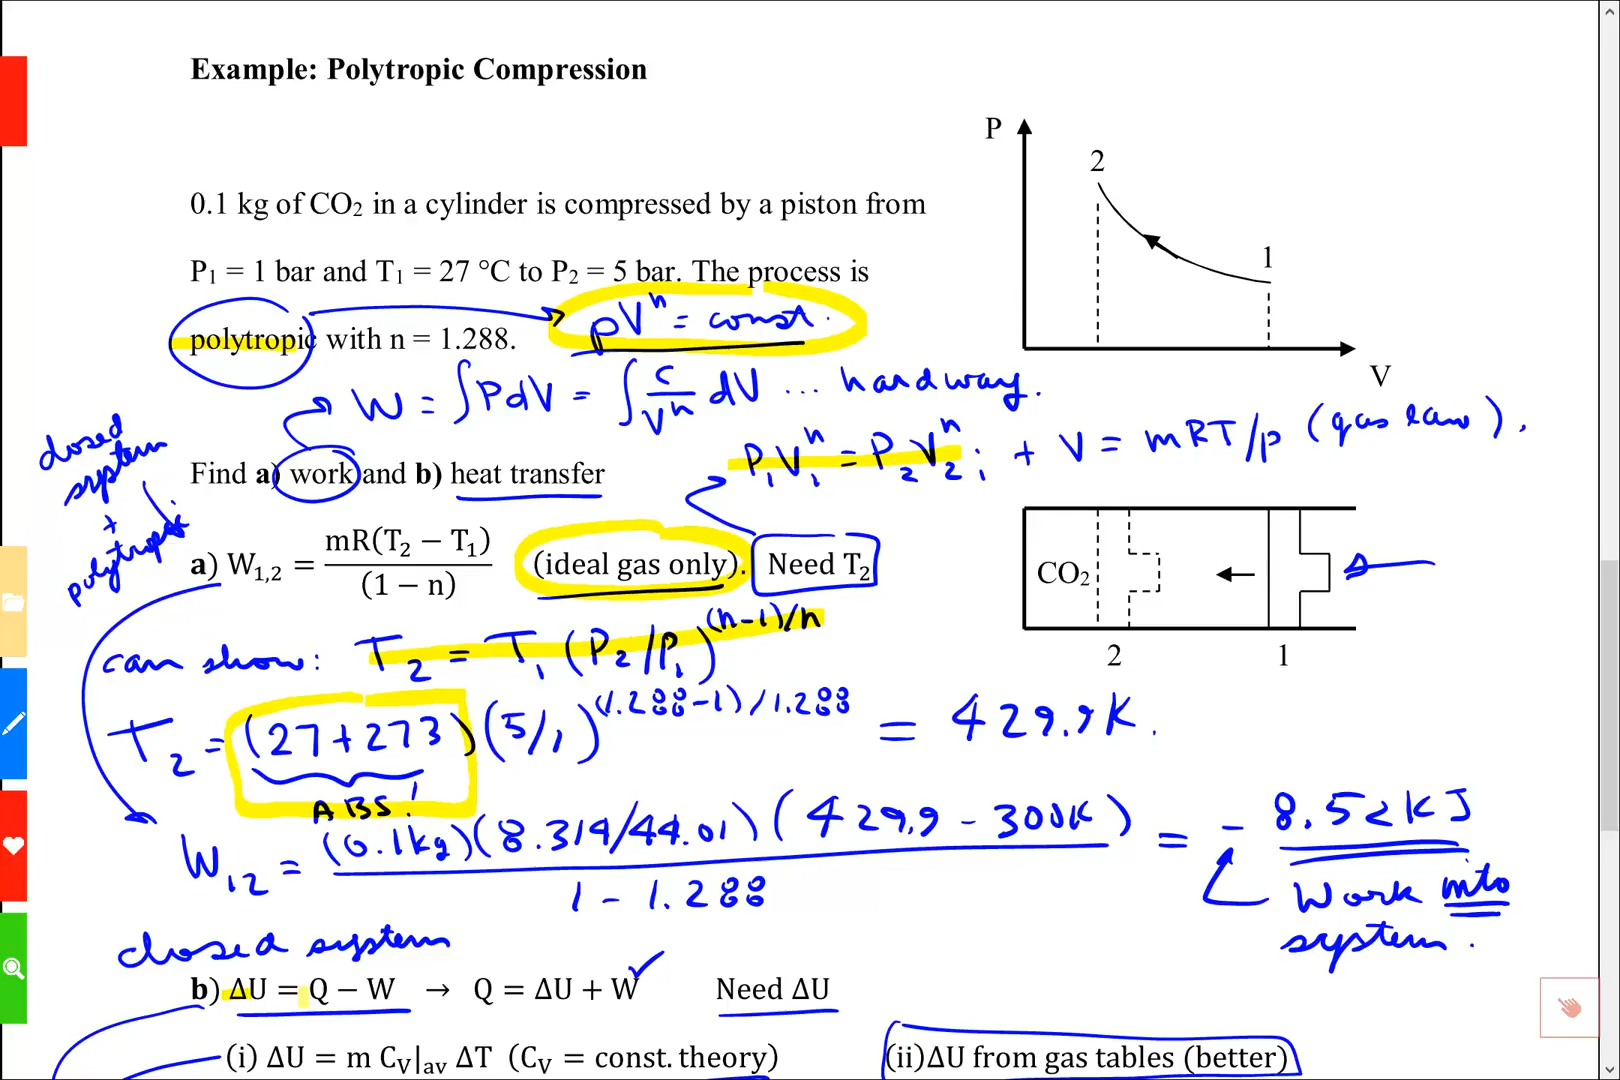 Example: Polytropic Compression
P
2
0.1 kg of CO₂ in a cylinder is compressed by a piston from
1
P₁ = 1 bar and T₁ = 27 °C to P₂ = 5 bar. The process is
pVⁿ = const.
polytropic with n = 1.288.
V
W = ∫PdV = ∫ C/Vⁿ dV ... hard way.
closed system + polytropic
P₁V₁ⁿ = P₂V₂ⁿ ; + V = mRT/p (gas law).
Find a) work and b) heat transfer
a) W₁,₂ = mR(T₂ − T₁) / (1 − n) (ideal gas only). Need T₂
CO₂
2 1
can show: T₂ = T₁ (P₂/P₁)^(n-1)/n
T₂ = (27+273)(5/1)^(1.288-1)/1.288 = 429.9K.
ABS!
W₁₂ = (0.1kg)(8.314/44.01)(429.9 - 300K) / 1 - 1.288 = - 8.52kJ
Work into
system.
closed system
b) ΔU = Q − W → Q = ΔU + W Need ΔU
(i) ΔU = m Cᵥ|av ΔT (Cᵥ = const. theory) (ii)ΔU from gas tables (better)